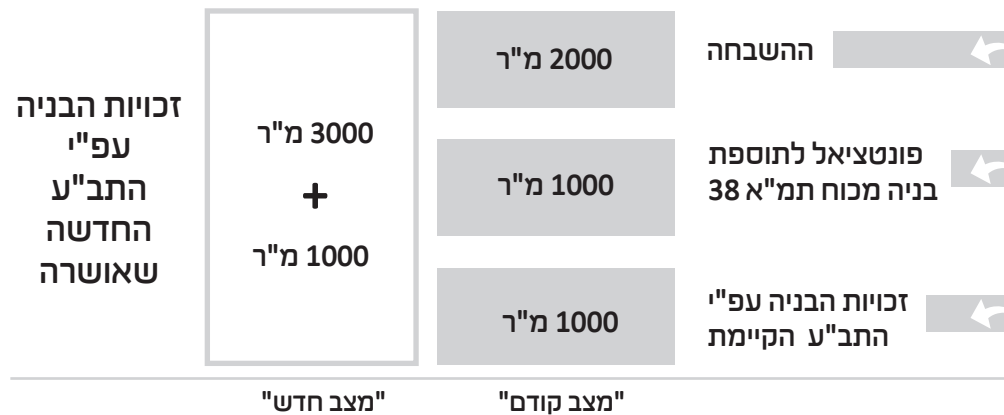 ההשבחה
2000 מ"ר
פונטציאל לתוספת
בניה מכוח תמ"א 38
1000 מ"ר
זכויות הבניה עפ"י
התב"ע הקיימת
1000 מ"ר
"מצב קודם"
3000 מ"ר
+
1000 מ"ר
"מצב חדש"
זכויות הבניה
עפ"י
התב"ע
החדשה
שאושרה